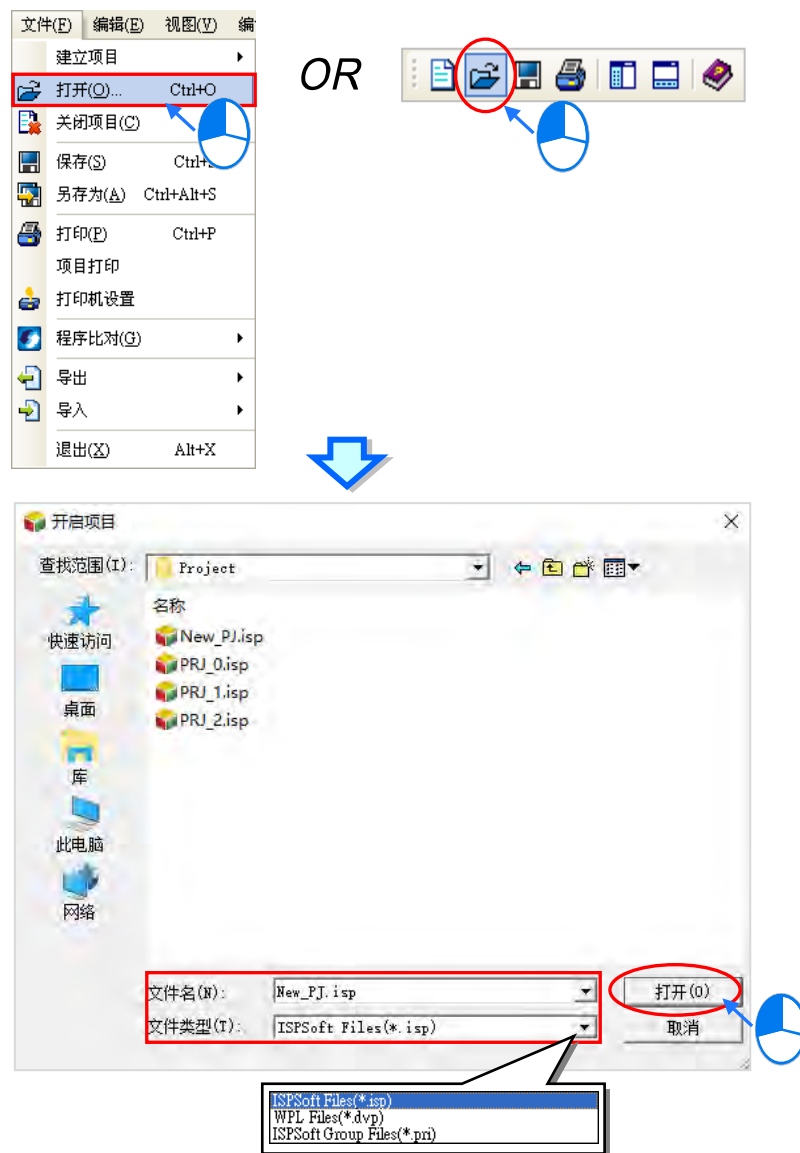 文件(F) 编辑(E) 视图(V)
建立项目
打开(O)... Ctrl+O
关闭项目(C)
保存(S)
另存为(A) Ctrl+Alt+S
打印(P) Ctrl+P
项目打印
打印机设置
程序比对(G)
导出
导入
退出(X) Alt+X
OR
开启项目
查找范围(I): Project
名称
New_PJ.isp
PRJ_0.isp
PRJ_1.isp
PRJ_2.isp
快速访问
桌面
库
此电脑
网络
文件名(N): New_PJ.isp 打开(O)
文件类型(T): ISPSoft Files(*.isp) 取消
ISPSoft Files(*.isp)
WPL Files(*.dvp)
ISPSoft Group Files(*.pri)